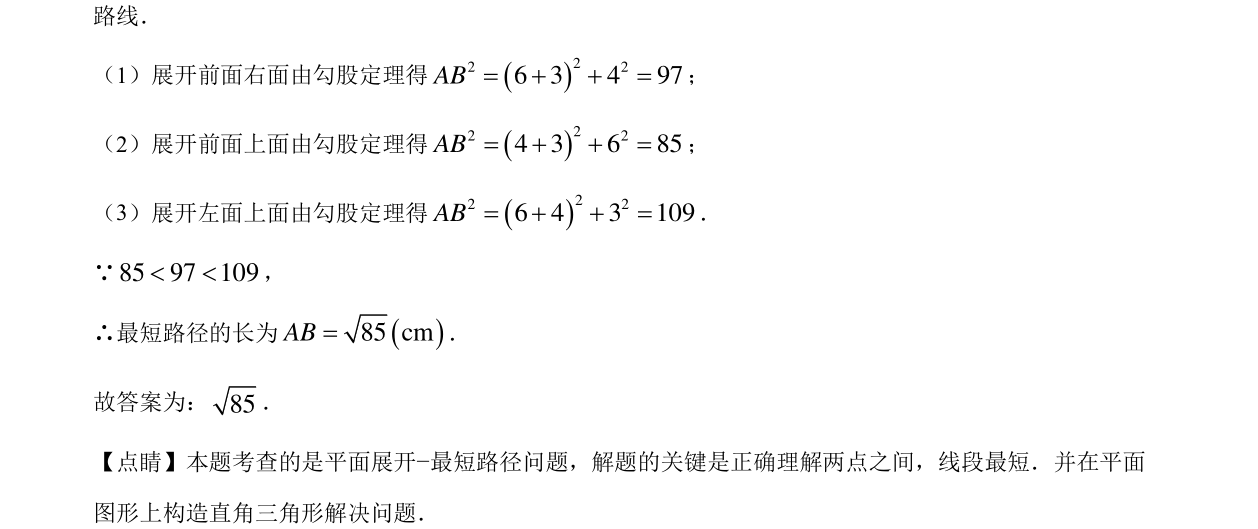 路线．
（1）展开前面右面由勾股定理得 AB² = (6+3)² + 4² = 97；
（2）展开前面上面由勾股定理得 AB² = (4+3)² + 6² = 85；
（3）展开左面上面由勾股定理得 AB² = (6+4)² + 3² = 109．
∵ 85 < 97 < 109，
∴最短路径的长为 AB = √85 (cm)．
故答案为：√85．
【点睛】本题考查的是平面展开−最短路径问题，解题的关键是正确理解两点之间，线段最短．并在平面
图形上构造直角三角形解决问题．